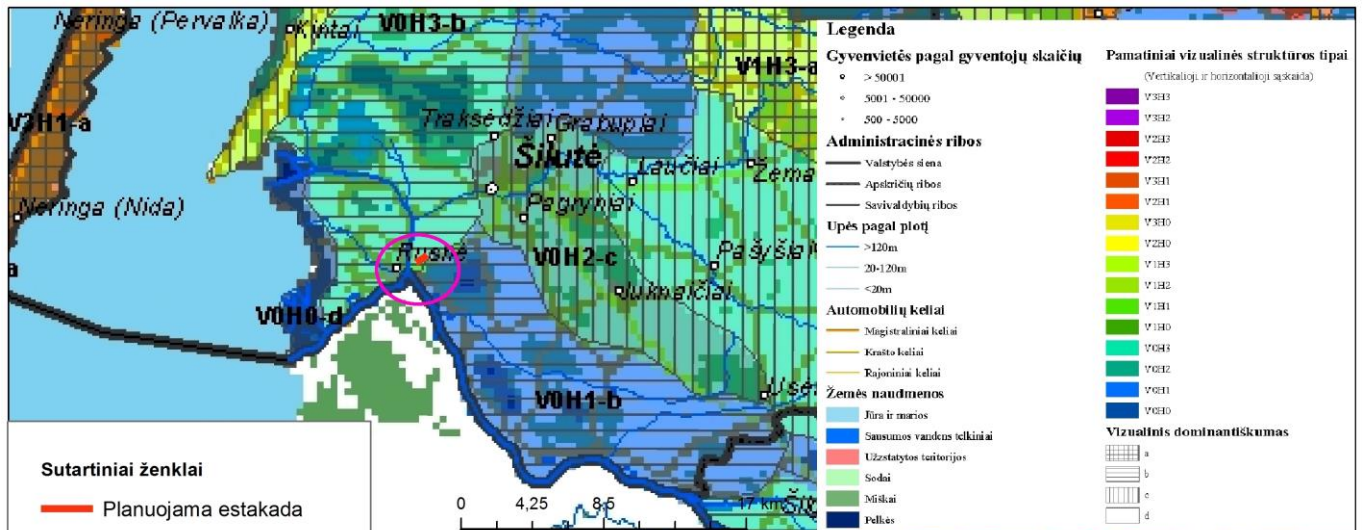 Neringa (Pervalka)
Kintai
V0H3-b
V1H3-a
V3H1-a
Traksėdžiai
Grabupiai
Šilutė
Laučiai
Žema
Neringa (Nida)
Pagryniai
a
Rusnė
V0H2-c
Pašyšia
Juknaičiai
V0H0-d
V0H1-b
Usė
Sutartiniai ženklai
Planuojama estakada
0 4,25 8,5 17 km
Legenda
Gyvenvietės pagal gyventojų skaičių
> 50001
5001 - 50000
500 - 5000
Administracinės ribos
Valstybės siena
Apskričių ribos
Savivaldybių ribos
Upės pagal plotį
>120m
20-120m
<20m
Automobilių keliai
Magistraliniai keliai
Krašto keliai
Rajoniniai keliai
Žemės naudmenos
Jūra ir marios
Sausumos vandens telkiniai
Užstatytos teritorijos
Sodai
Miškai
Pelkės
Pamatiniai vizualinės struktūros tipai
(Vertikalioji ir horizontalioji sąskaida)
V3H3
V3H2
V2H3
V2H2
V3H1
V2H1
V3H0
V2H0
V1H3
V1H2
V1H1
V1H0
V0H3
V0H2
V0H1
V0H0
Vizualinis dominantiškumas
a
b
c
d